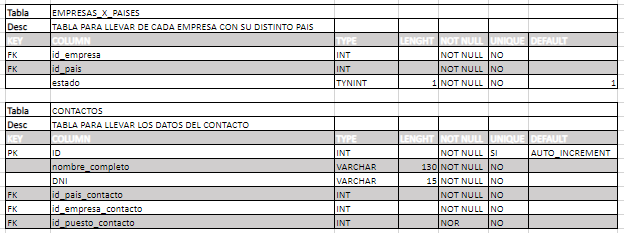 Tabla EMPRESAS_X_PAISES
Desc TABLA PARA LLEVAR DE CADA EMPRESA CON SU DISTINTO PAIS
KEY COLUMN TYPE LENGHT NOT NULL UNIQUE DEFAULT
FK id_empresa INT NOT NULL NO
FK id_pais INT NOT NULL NO
estado TYNINT 1 NOT NULL NO 1
Tabla CONTACTOS
Desc TABLA PARA LLEVAR LOS DATOS DEL CONTACTO
KEY COLUMN TYPE LENGHT NOT NULL UNIQUE DEFAULT
PK ID INT NOT NULL SI AUTO_INCREMENT
nombre_completo VARCHAR 130 NOT NULL NO
DNI VARCHAR 15 NOT NULL NO
FK id_pais_contacto INT NOT NULL NO
FK id_empresa_contacto INT NOT NULL NO
FK id_puesto_contacto INT NOR NO